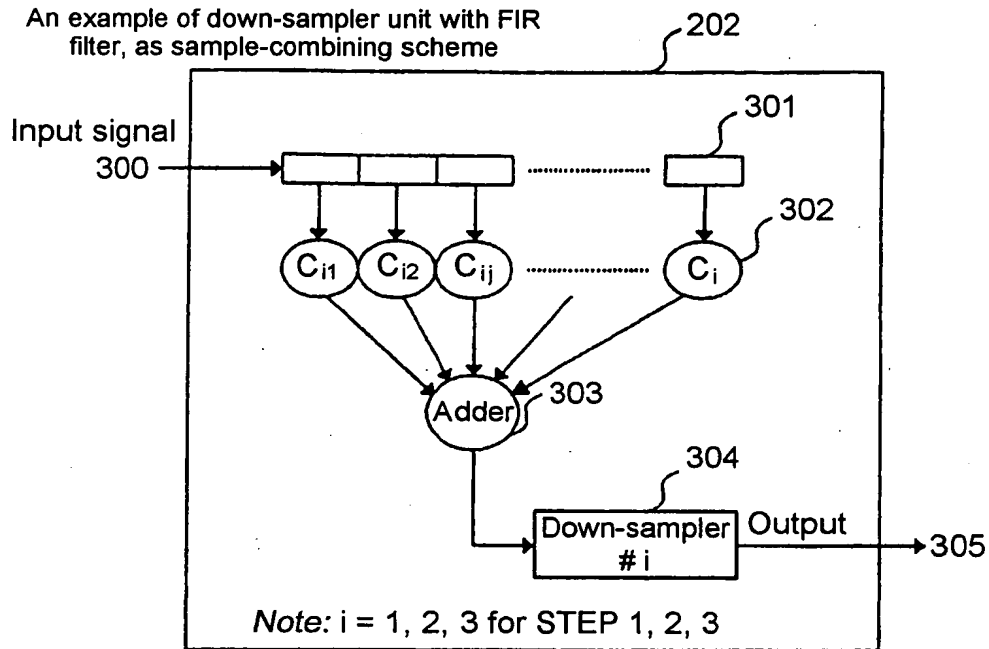 An example of down-sampler unit with FIR
filter, as sample-combining scheme
202
Input signal
300
301
302
Ci1 Ci2 Cij Ci
Adder
303
304
Down-sampler
# i
Output
305
Note: i = 1, 2, 3 for STEP 1, 2, 3